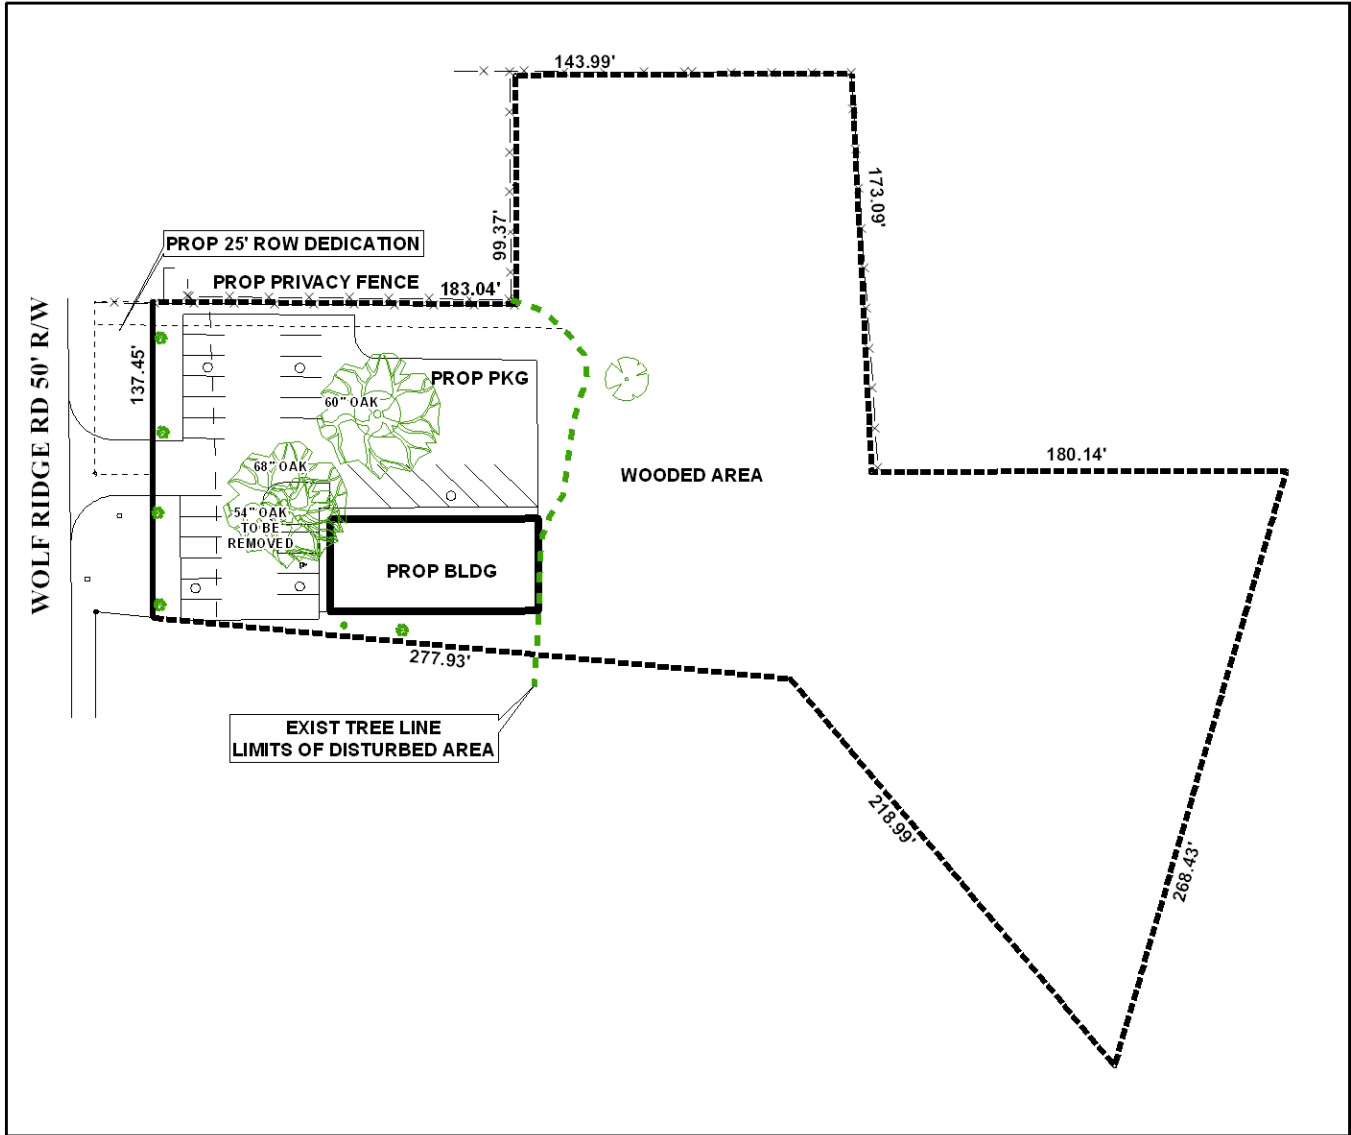 143.99'
173.09'
99.37'
PROP 25' ROW DEDICATION
PROP PRIVACY FENCE
183.04'
WOLF RIDGE RD 50' R/W
137.45'
PROP PKG
60" OAK
68" OAK
54" OAK
TO BE
REMOVED
WOODED AREA
180.14'
PROP BLDG
277.93'
EXIST TREE LINE
LIMITS OF DISTURBED AREA
218.99'
268.43'